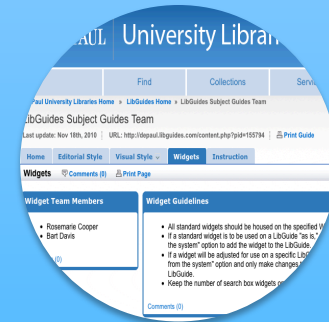 University
Find Collections
Paul University Libraries Home » LibGuides Home » LibGuides Subject Guides Team
LibGuides Subject Guides Team
Last update: Nov 18th, 2010 URL: http://depaul.libguides.com/content.php?pid=155794 Print Guide
Home Editorial Style Visual Style Widgets Instruction
Widgets Comments (0) Print Page
Widget Team Members
Rosemarie Cooper
Bart Davis
(0)
Widget Guidelines
All standard widgets should be housed on the specified
If a standard widget is to be used on a LibGuide "as is,"
the system" option to add the widget to the LibGuide.
If a widget will be adjusted for use on a specific
from the system" option and only make changes
LibGuide.
Keep the number of search box widgets
Comments (0)